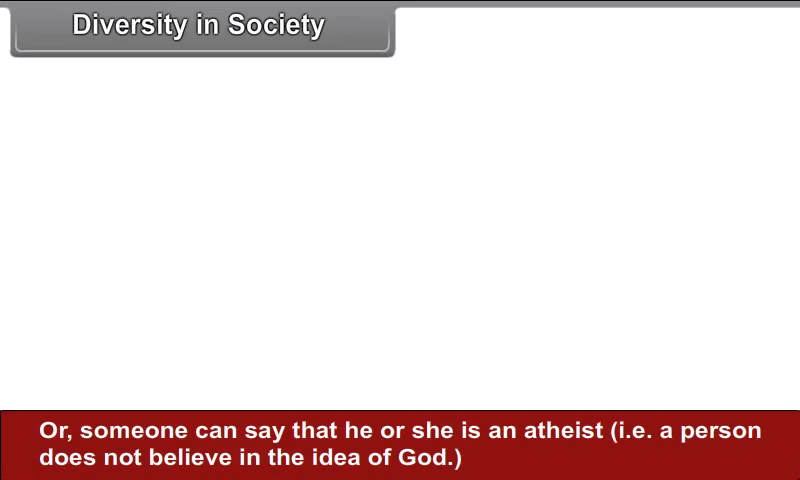 Diversity in Society
Or, someone can say that he or she is an atheist (i.e. a person
does not believe in the idea of God.)